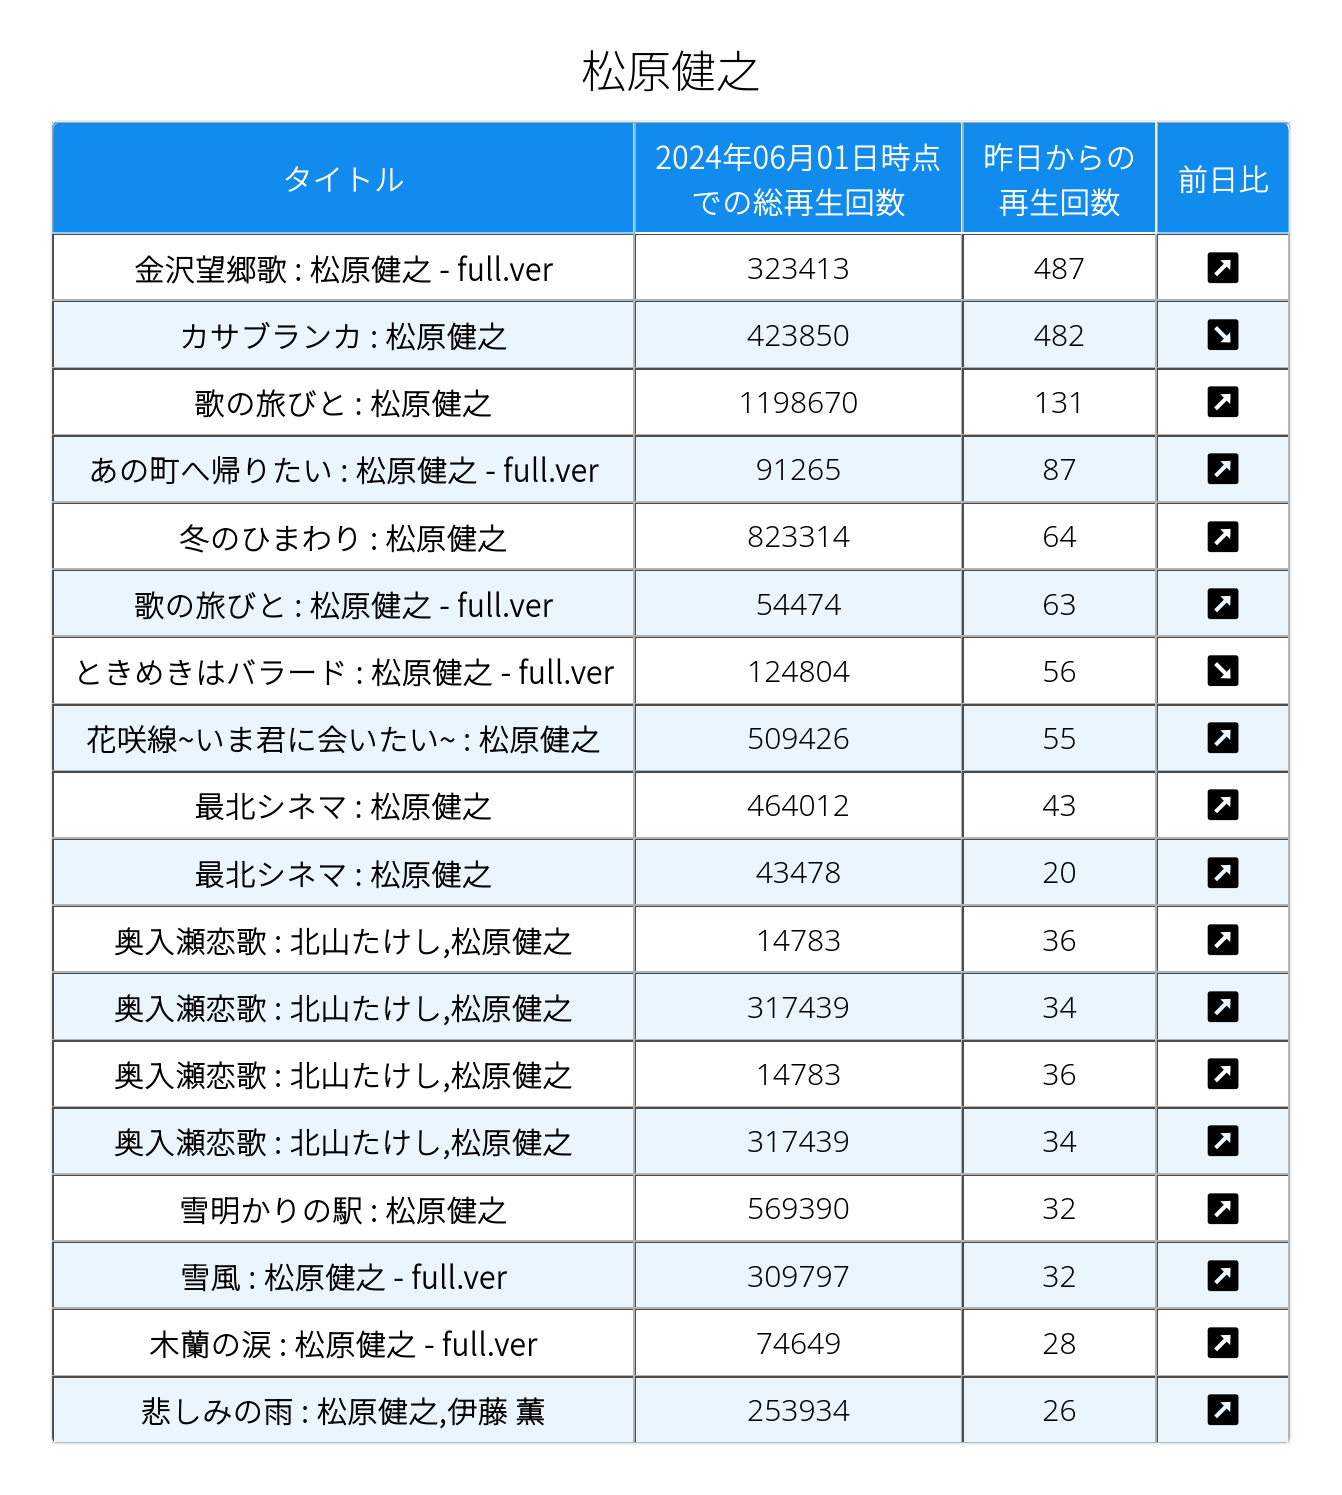 松原健之
タイトル 2024年06月01日時点での総再生回数 昨日からの再生回数 前日比
金沢望郷歌 : 松原健之 - full.ver 323413 487
カサブランカ : 松原健之 423850 482
歌の旅びと : 松原健之 1198670 131
あの町へ帰りたい : 松原健之 - full.ver 91265 87
冬のひまわり : 松原健之 823314 64
歌の旅びと : 松原健之 - full.ver 54474 63
ときめきはバラード : 松原健之 - full.ver 124804 56
花咲線~いま君に会いたい~ : 松原健之 509426 55
最北シネマ : 松原健之 464012 43
最北シネマ : 松原健之 43478 20
奥入瀬恋歌 : 北山たけし,松原健之 14783 36
奥入瀬恋歌 : 北山たけし,松原健之 317439 34
奥入瀬恋歌 : 北山たけし,松原健之 14783 36
奥入瀬恋歌 : 北山たけし,松原健之 317439 34
雪明かりの駅 : 松原健之 569390 32
雪風 : 松原健之 - full.ver 309797 32
木蘭の涙 : 松原健之 - full.ver 74649 28
悲しみの雨 : 松原健之,伊藤 薫 253934 26